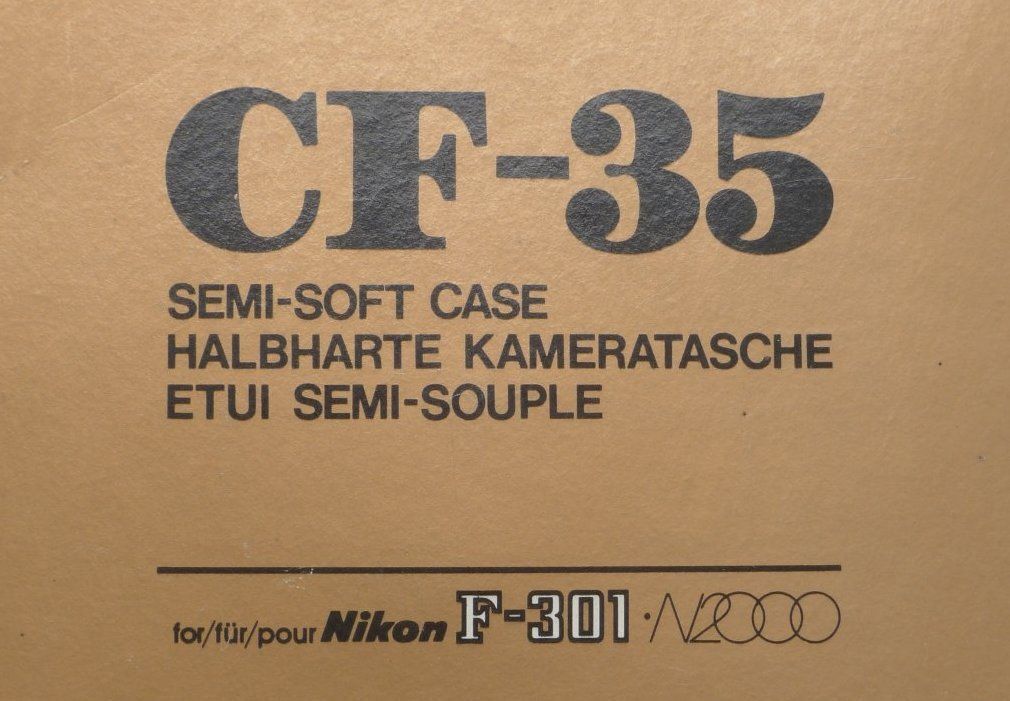 CF-35
SEMI-SOFT CASE
HALBHARTE KAMERATASCHE
ETUI SEMI-SOUPLE
for/für/pour Nikon F-301 · N2000